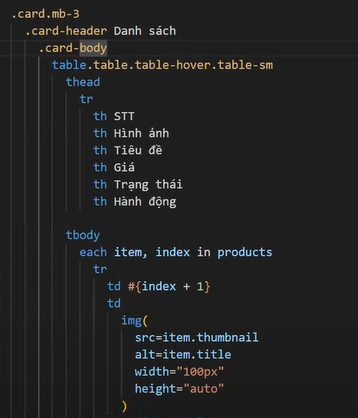 .card.mb-3
.card-header Danh sách
.card-body
table.table.table-hover.table-sm
thead
tr
th STT
th Hình ảnh
th Tiêu đề
th Giá
th Trạng thái
th Hành động
tbody
each item, index in products
tr
td #{index + 1}
td
img(
src=item.thumbnail
alt=item.title
width="100px"
height="auto"
)